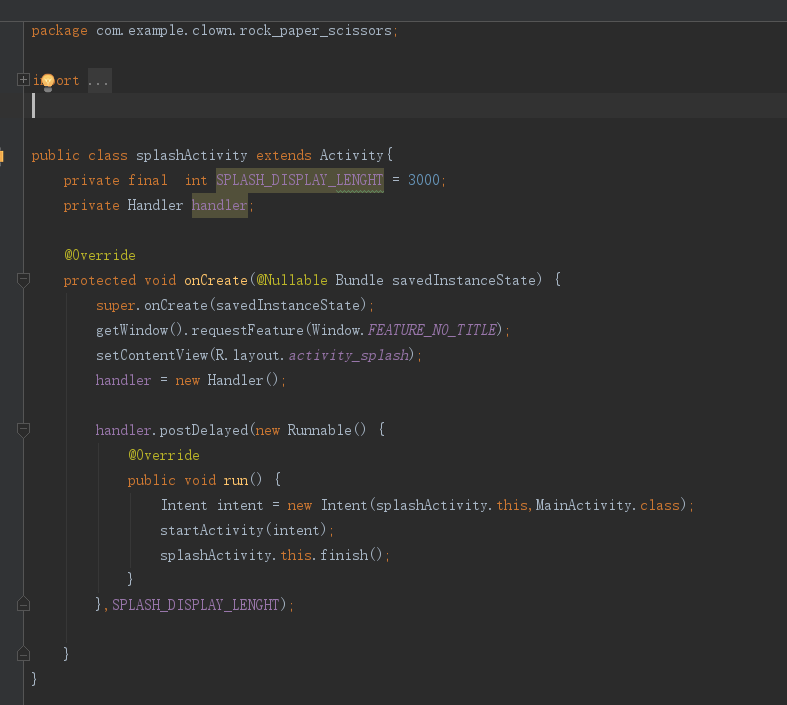 package com.example.clown.rock_paper_scissors;
import ...
public class splashActivity extends Activity{
private final  int SPLASH_DISPLAY_LENGHT = 3000;
private Handler handler;
@Override
protected void onCreate(@Nullable Bundle savedInstanceState) {
super.onCreate(savedInstanceState);
getWindow().requestFeature(Window.FEATURE_NO_TITLE);
setContentView(R.layout.activity_splash);
handler = new Handler();
handler.postDelayed(new Runnable() {
@Override
public void run() {
Intent intent = new Intent(splashActivity.this,MainActivity.class);
startActivity(intent);
splashActivity.this.finish();
}
},SPLASH_DISPLAY_LENGHT);
}
}